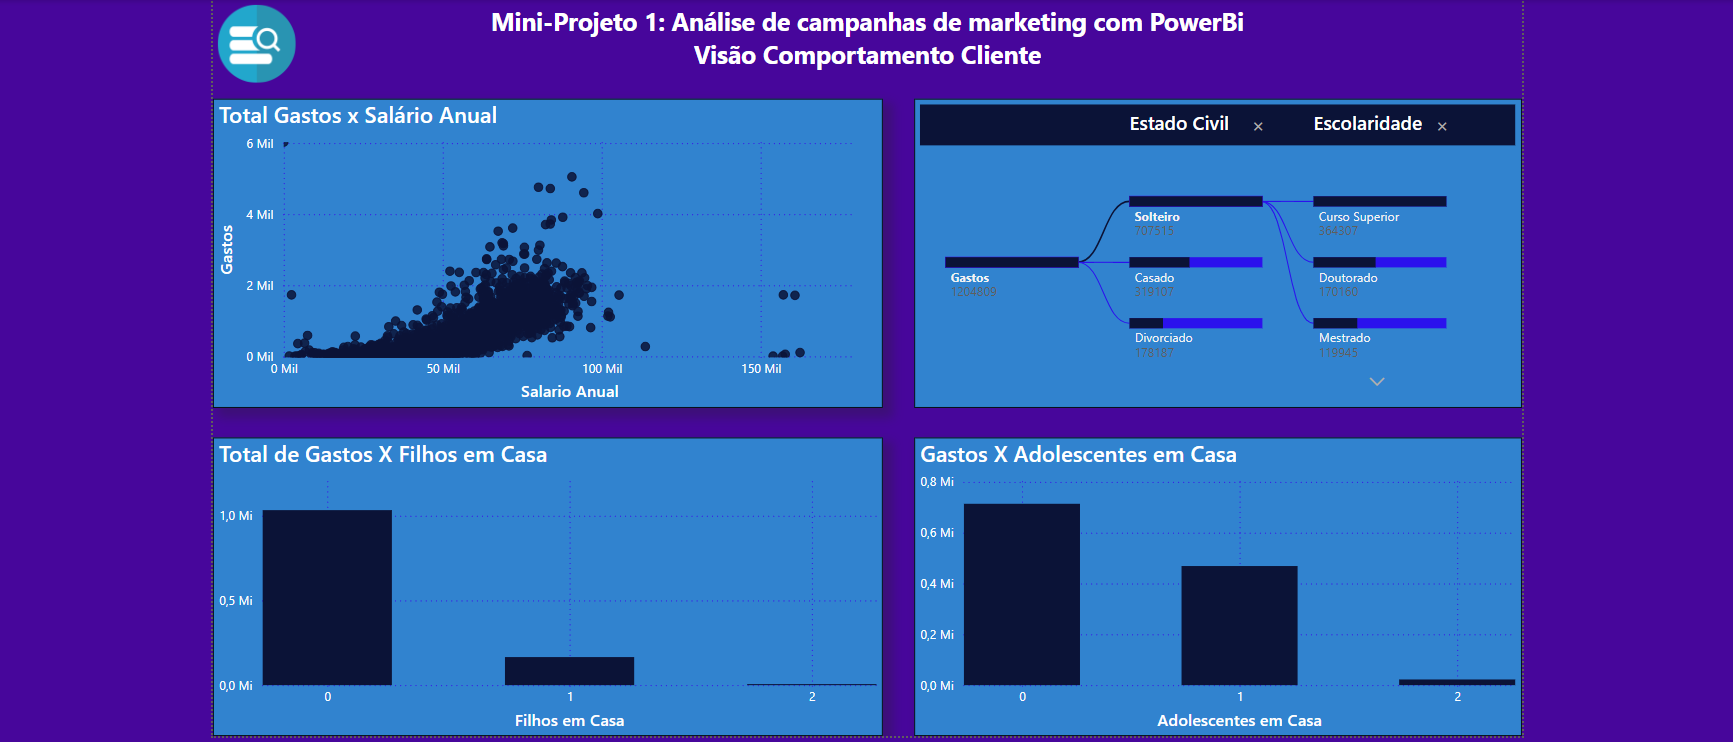 Mini-Projeto 1: Análise de campanhas de marketing com PowerBi
Visão Comportamento Cliente
Total Gastos x Salário Anual
6 Mil
4 Mil
2 Mil
0 Mil
Gastos
0 Mil
50 Mil
100 Mil
150 Mil
Salario Anual
Estado Civil ×
Escolaridade ×
Gastos
1204809
Solteiro
707515
Casado
319107
Divorciado
178187
Curso Superior
364307
Doutorado
170160
Mestrado
119945
Total de Gastos X Filhos em Casa
1,0 Mi
0,5 Mi
0,0 Mi
0
1
2
Filhos em Casa
Gastos X Adolescentes em Casa
0,8 Mi
0,6 Mi
0,4 Mi
0,2 Mi
0,0 Mi
0
1
2
Adolescentes em Casa